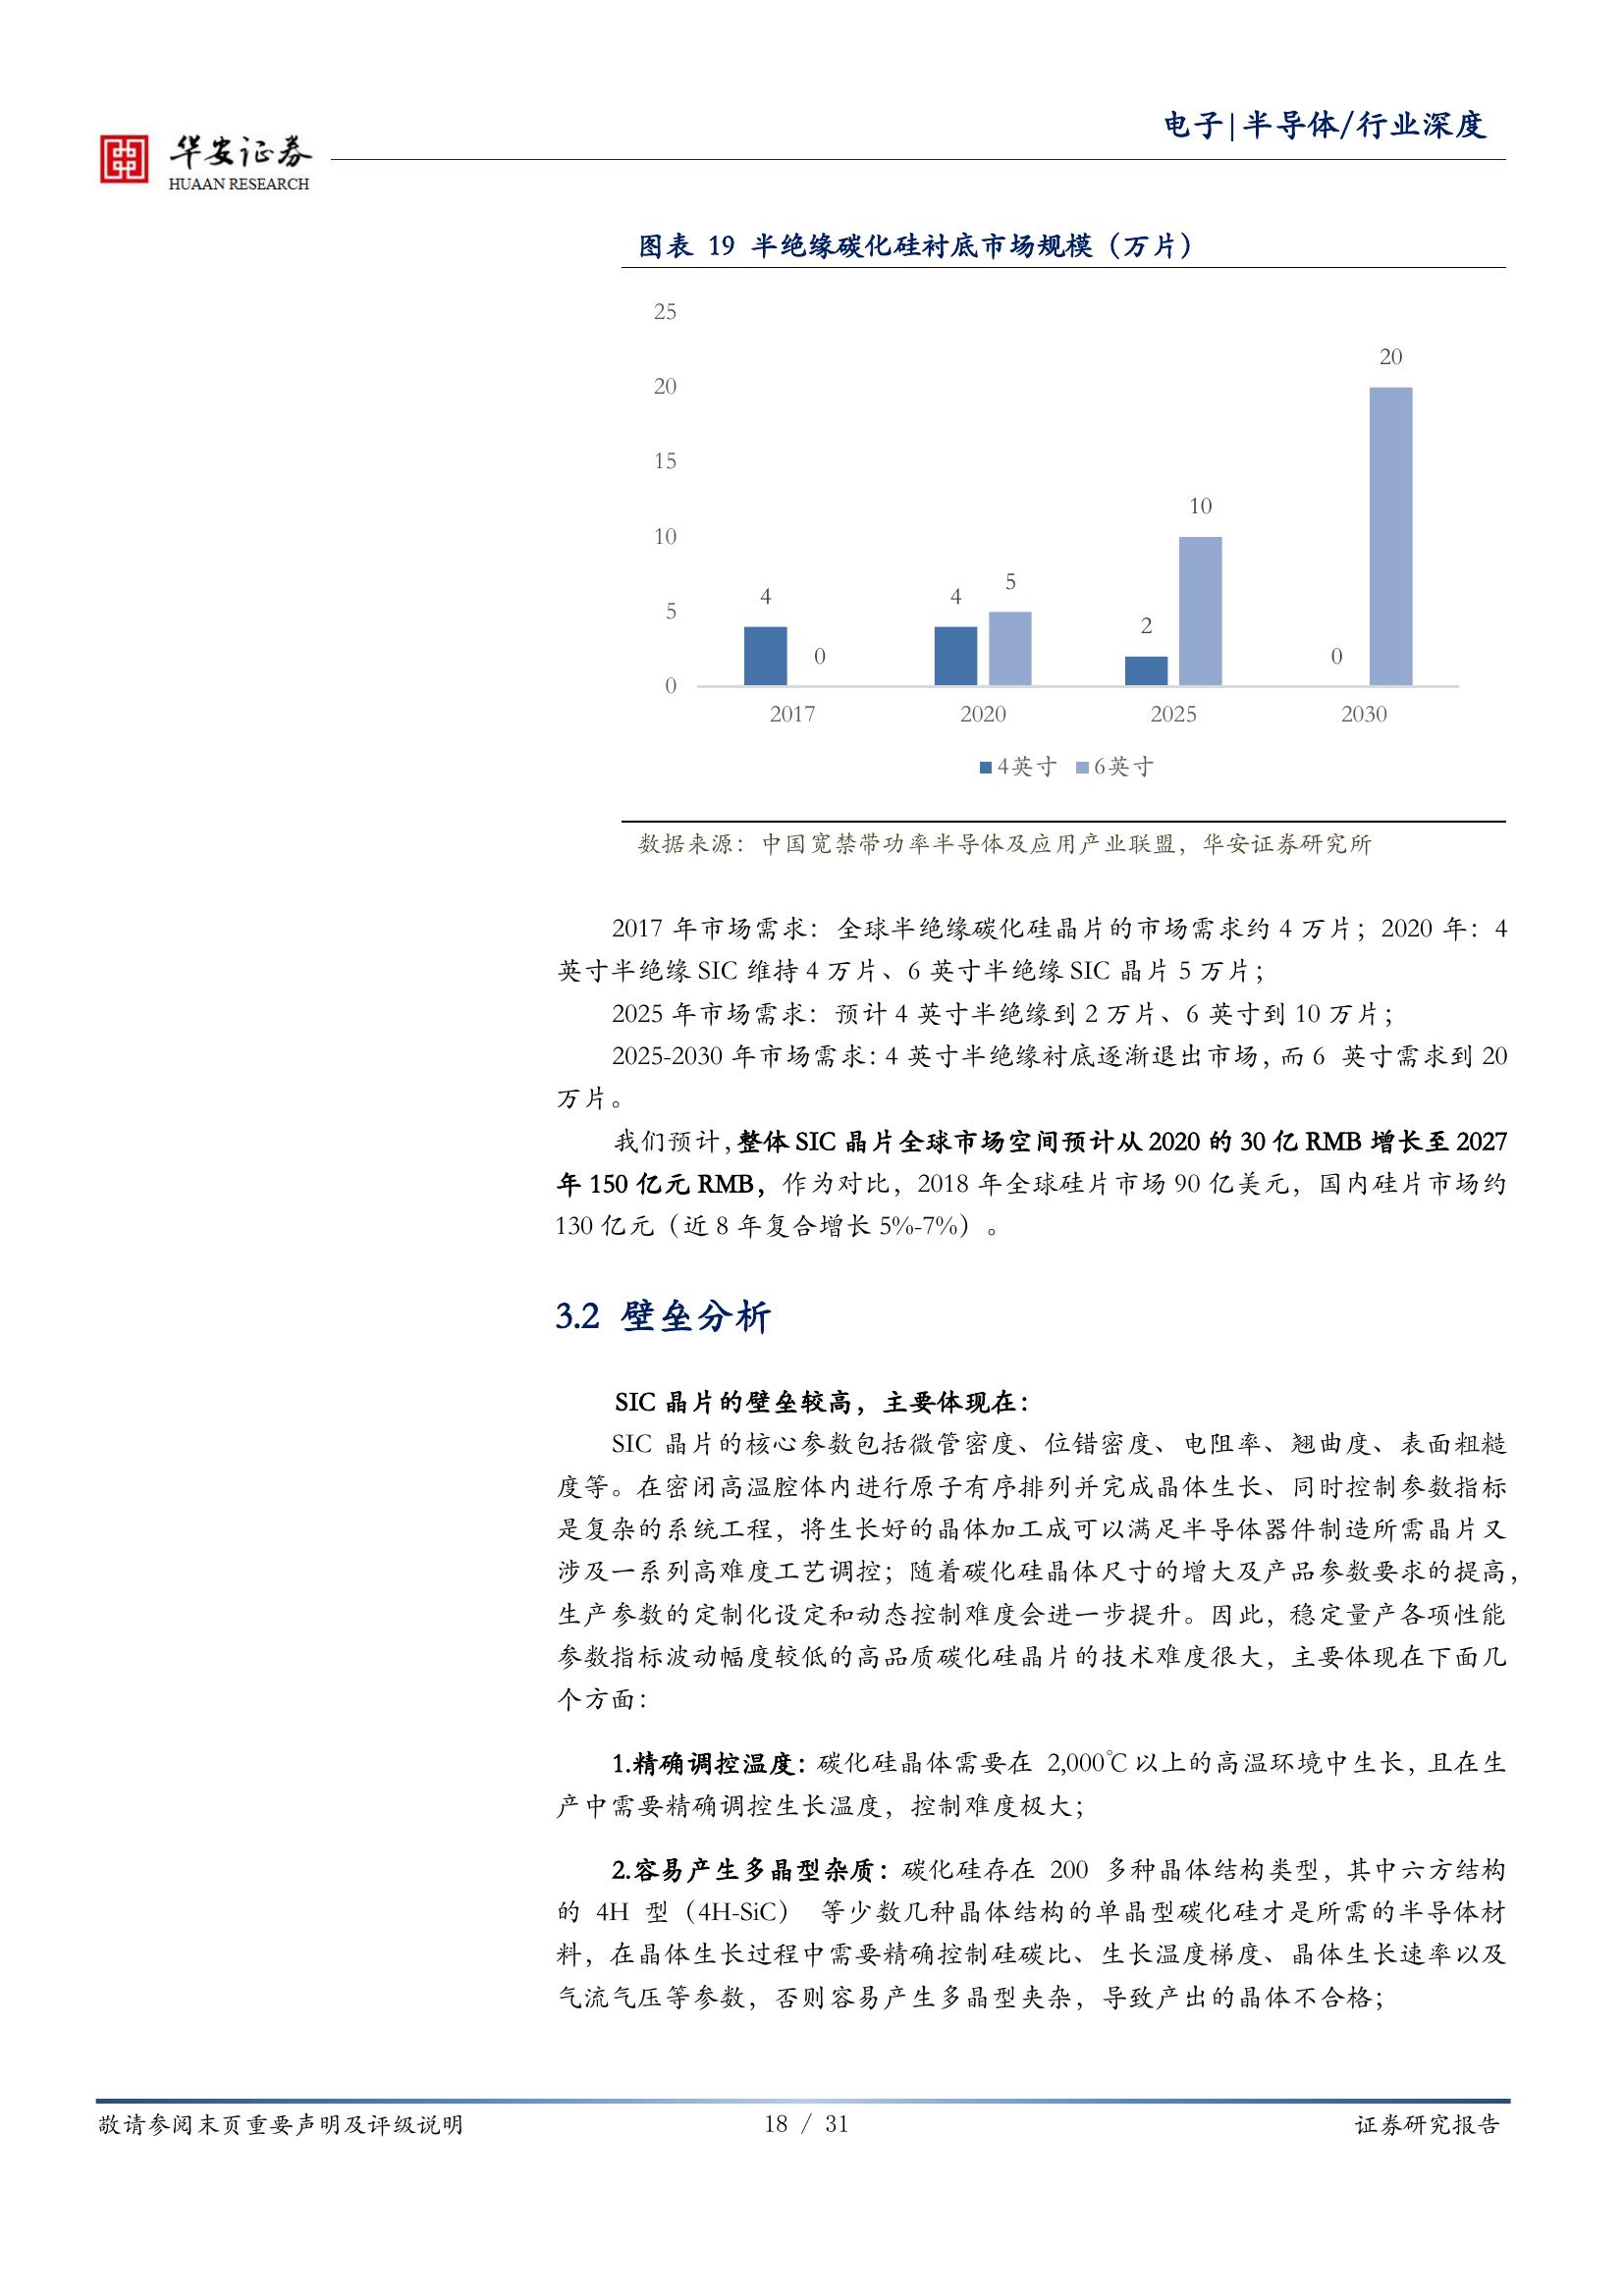 电子|半导体/行业深度
华安证券
HUAAN RESEARCH
图表 19 半绝缘碳化硅衬底市场规模（万片）
25
20
15
10
5
0
4
0
4
5
2
10
0
20
2017
2020
2025
2030
4英寸
6英寸
数据来源：中国宽禁带功率半导体及应用产业联盟，华安证券研究所
2017 年市场需求：全球半绝缘碳化硅晶片的市场需求约 4 万片；2020 年：4
英寸半绝缘 SIC 维持 4 万片、6 英寸半绝缘 SIC 晶片 5 万片；
2025 年市场需求：预计 4 英寸半绝缘到 2 万片、6 英寸到 10 万片；
2025-2030 年市场需求：4 英寸半绝缘衬底逐渐退出市场，而 6 英寸需求到 20
万片。
我们预计，整体 SIC 晶片全球市场空间预计从 2020 的 30 亿 RMB 增长至 2027
年 150 亿元 RMB，作为对比，2018 年全球硅片市场 90 亿美元，国内硅片市场约
130 亿元（近 8 年复合增长 5%-7%）。
3.2 壁垒分析
SIC 晶片的壁垒较高，主要体现在：
SIC 晶片的核心参数包括微管密度、位错密度、电阻率、翘曲度、表面粗糙
度等。在密闭高温腔体内进行原子有序排列并完成晶体生长、同时控制参数指标
是复杂的系统工程，将生长好的晶体加工成可以满足半导体器件制造所需晶片又
涉及一系列高难度工艺调控；随着碳化硅晶体尺寸的增大及产品参数要求的提高，
生产参数的定制化设定和动态控制难度会进一步提升。因此，稳定量产各项性能
参数指标波动幅度较低的高品质碳化硅晶片的技术难度很大，主要体现在下面几
个方面：
1.精确调控温度：碳化硅晶体需要在 2,000℃以上的高温环境中生长，且在生
产中需要精确调控生长温度，控制难度极大；
2.容易产生多晶型杂质：碳化硅存在 200 多种晶体结构类型，其中六方结构
的 4H 型（4H-SiC） 等少数几种晶体结构的单晶型碳化硅才是所需的半导体材
料，在晶体生长过程中需要精确控制硅碳比、生长温度梯度、晶体生长速率以及
气流气压等参数，否则容易产生多晶型夹杂，导致产出的晶体不合格；
敬请参阅末页重要声明及评级说明
18 / 31
证券研究报告